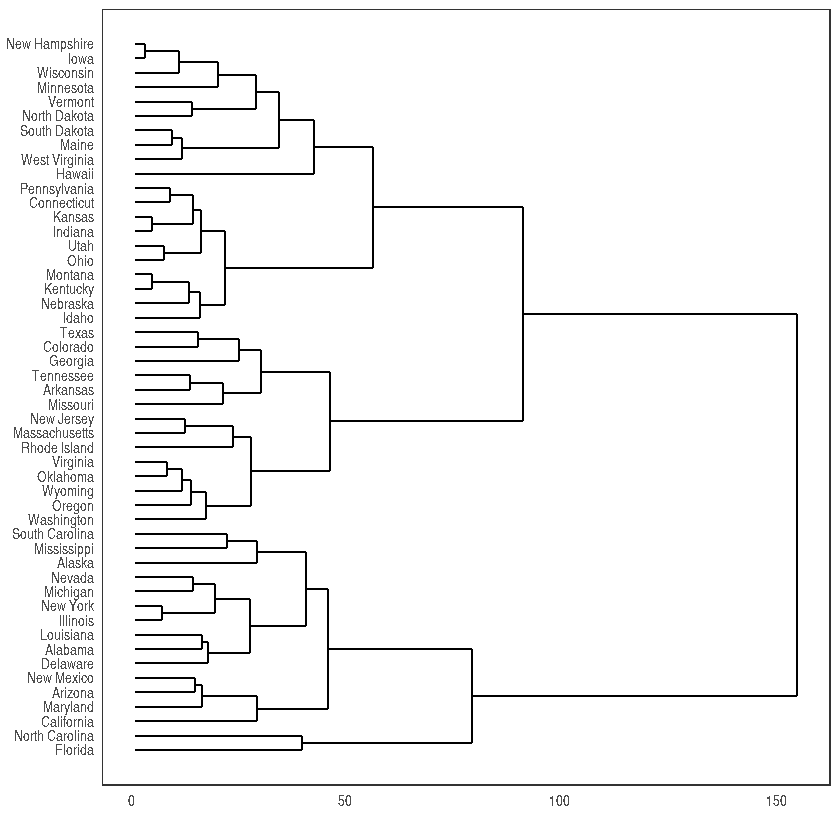 New Hampshire
Iowa
Wisconsin
Minnesota
Vermont
North Dakota
South Dakota
Maine
West Virginia
Hawaii
Pennsylvania
Connecticut
Kansas
Indiana
Utah
Ohio
Montana
Kentucky
Nebraska
Idaho
Texas
Colorado
Georgia
Tennessee
Arkansas
Missouri
New Jersey
Massachusetts
Rhode Island
Virginia
Oklahoma
Wyoming
Oregon
Washington
South Carolina
Mississippi
Alaska
Nevada
Michigan
New York
Illinois
Louisiana
Alabama
Delaware
New Mexico
Arizona
Maryland
California
North Carolina
Florida
0 50 100 150